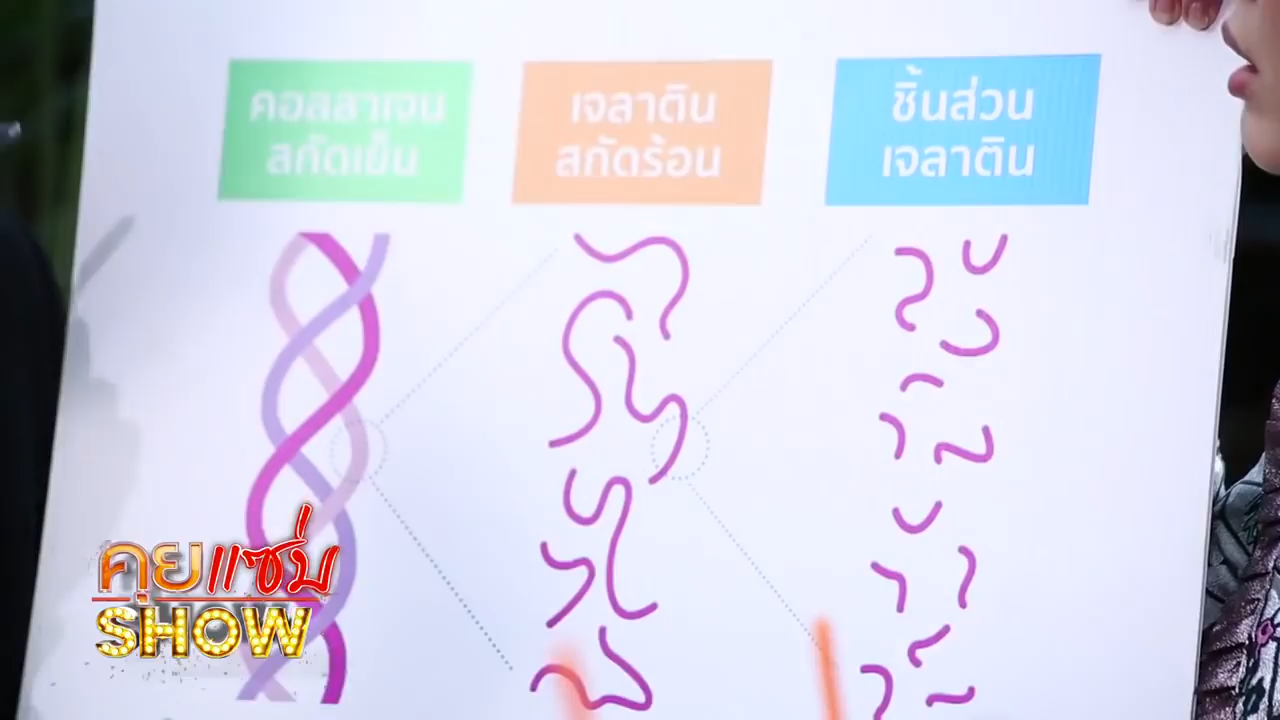 คอลลาเจน
สกัดเย็น
เจลาติน
สกัดร้อน
ชิ้นส่วน
เจลาติน
คุยแซ่บ
SHOW